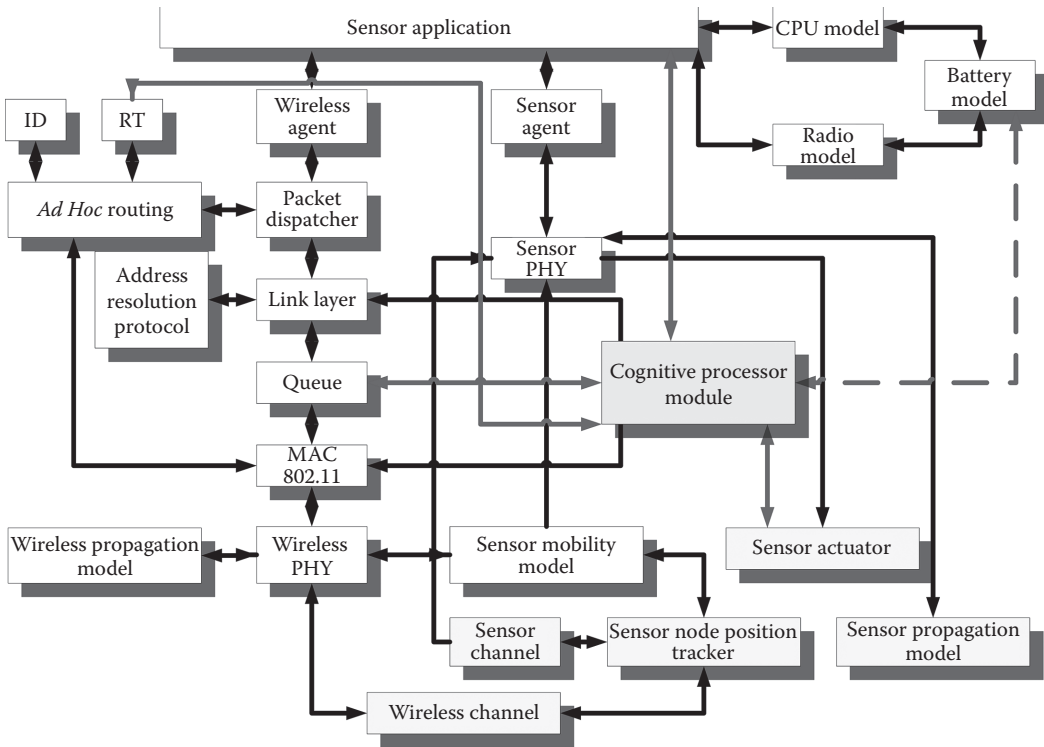 Sensor application
CPU model
Battery
model
Wireless
agent
Sensor
agent
ID
RT
Radio
model
Ad Hoc routing
Packet
dispatcher
Sensor
PHY
Address
resolution
protocol
Link layer
Queue
Cognitive processor
module
MAC
802.11
Wireless propagation
model
Wireless
PHY
Sensor mobility
model
Sensor actuator
Sensor
channel
Sensor node position
tracker
Sensor propagation
model
Wireless channel